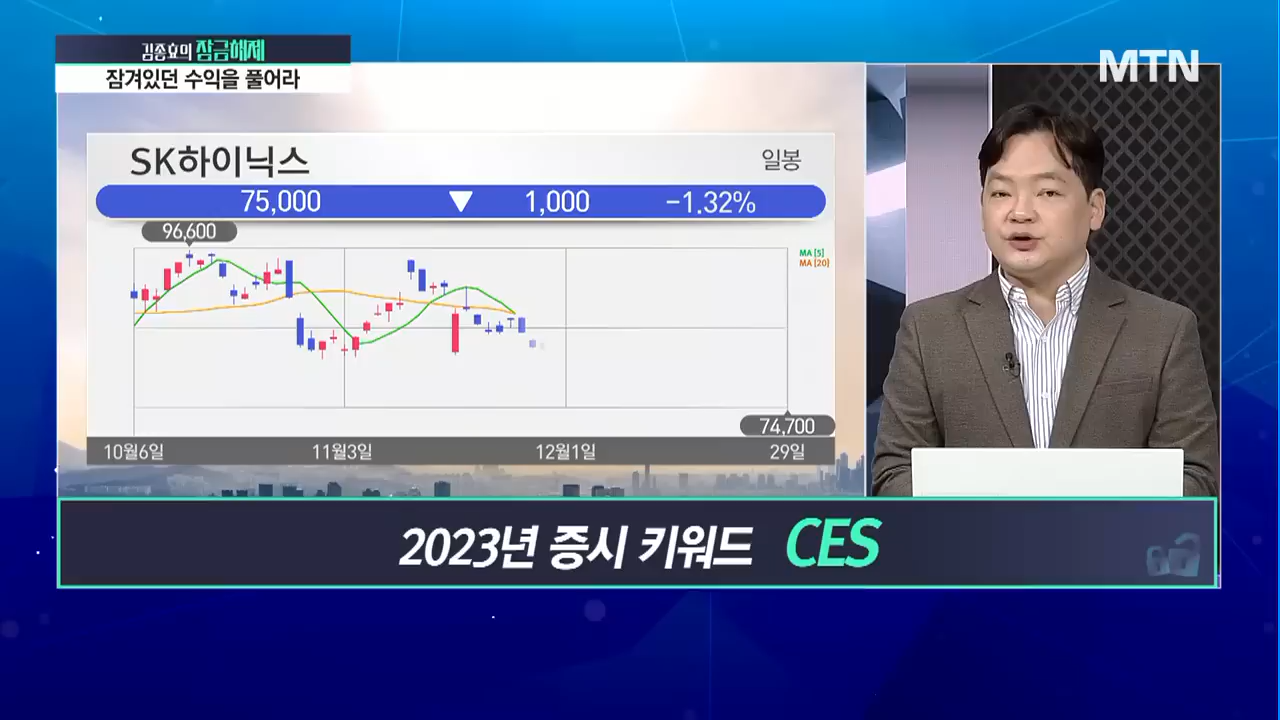 김종효의 잠금해제
잠겨있던 수익을 풀어라
MTN
SK하이닉스 일봉
75,000 ▼ 1,000 -1.32%
96,600
MA [5]
MA [20]
74,700
10월6일 11월3일 12월1일 29일
2023년 증시 키워드 CES